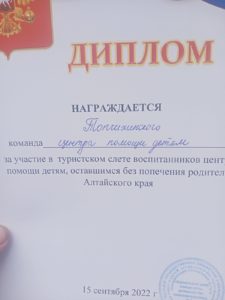 ДИПЛОМ
НАГРАЖДАЕТСЯ
Топчихинского
команда центра помощи детям
за участие в туристском слете воспитанников цент
помощи детям, оставшимся без попечения родител
Алтайского края
15 сентября 2022 г